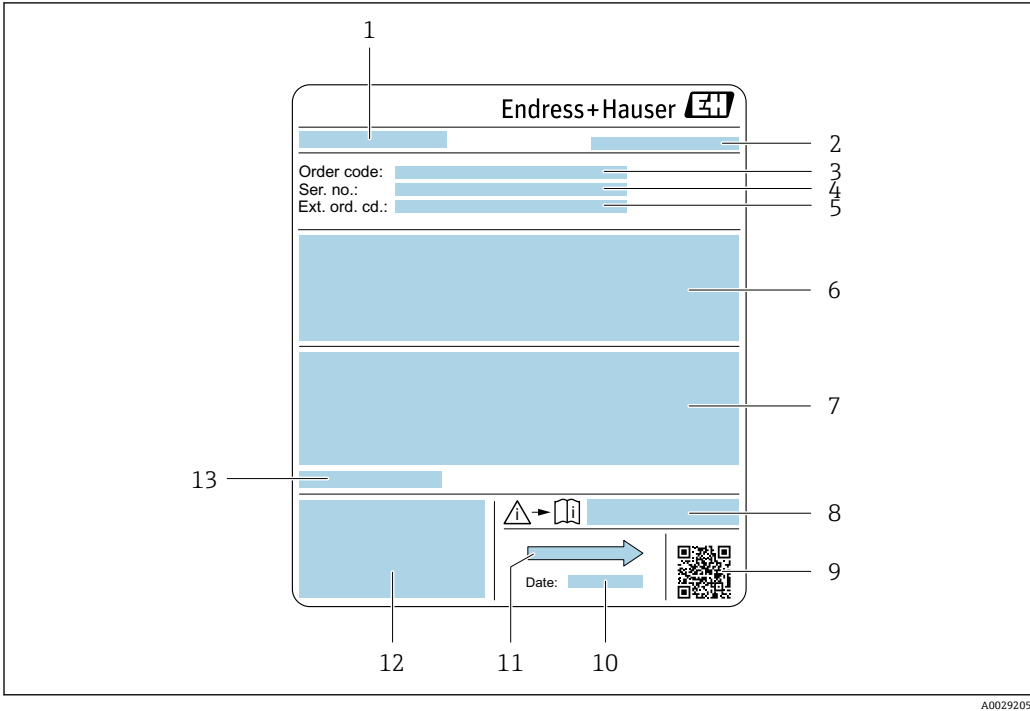 1
Endress+Hauser EH
2
Order code: 3
Ser. no.: 4
Ext. ord. cd.: 5
6
7
13
i i 8
9
Date:
12 11 10
A0029205